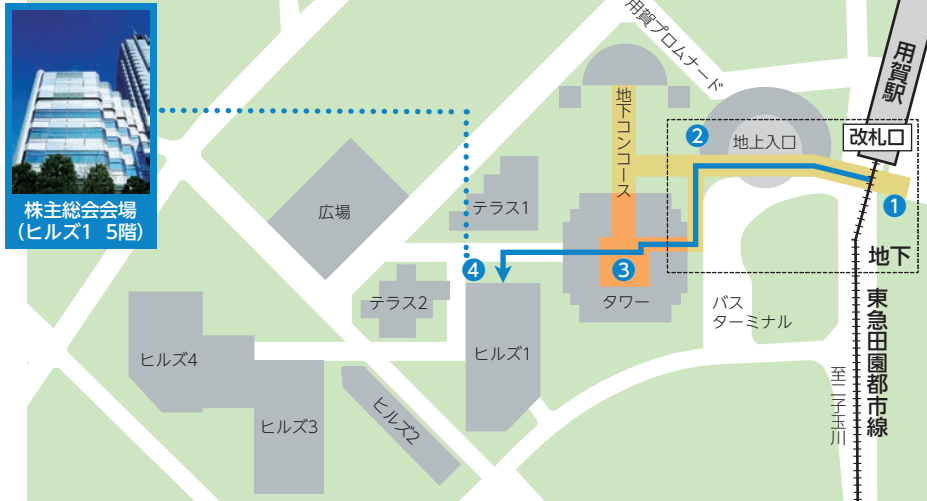 株主総会会場
(ヒルズ1 5階)
用賀プロムナード
用賀駅
改札口
地下コンコース
2
地上入口
1
地下
広場
テラス1
4
3
タワー
テラス2
バス
ターミナル
東急田園都市線
至二子玉川
ヒルズ4
ヒルズ1
ヒルズ3
ヒルズ2